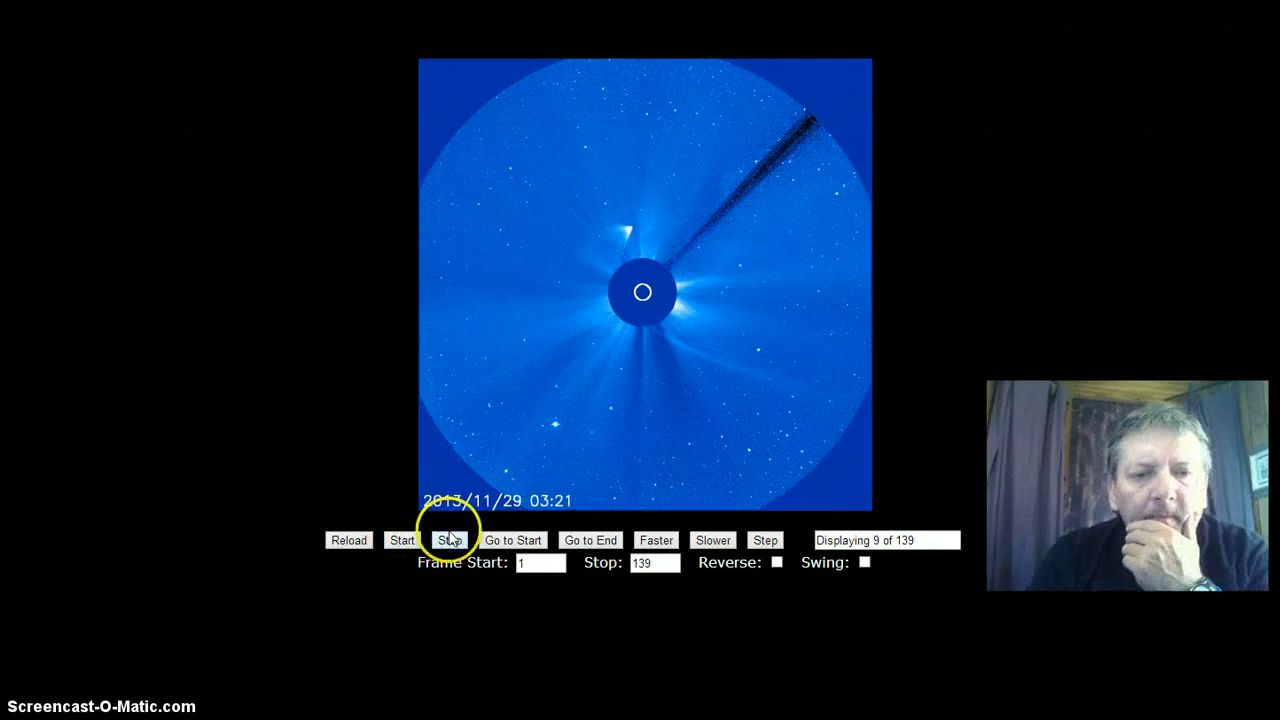 2013/11/29 03:21
Reload Start Stop Go to Start Go to End Faster Slower Step Displaying 9 of 139
Frame Start: 1 Stop: 139 Reverse: Swing:
Screencast-O-Matic.com